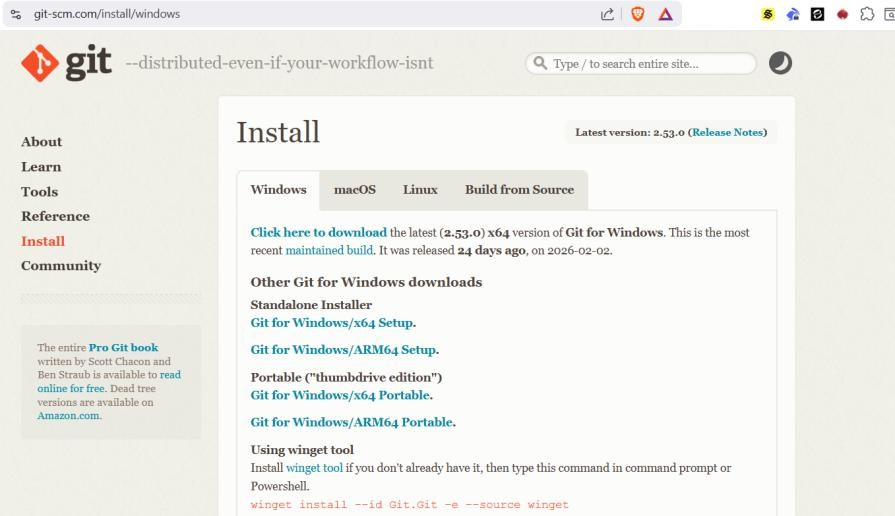 git-scm.com/install/windows
git --distributed-even-if-your-workflow-isnt
Type / to search entire site...
About
Learn
Tools
Reference
Install
Community
The entire Pro Git book
written by Scott Chacon and
Ben Straub is available to read
online for free. Dead tree
versions are available on
Amazon.com.
Install
Latest version: 2.53.0 (Release Notes)
Windows macOS Linux Build from Source
Click here to download the latest (2.53.0) x64 version of Git for Windows. This is the most
recent maintained build. It was released 24 days ago, on 2026-02-02.
Other Git for Windows downloads
Standalone Installer
Git for Windows/x64 Setup.
Git for Windows/ARM64 Setup.
Portable ("thumbdrive edition")
Git for Windows/x64 Portable.
Git for Windows/ARM64 Portable.
Using winget tool
Install winget tool if you don't already have it, then type this command in command prompt or
Powershell.
winget install --id Git.Git -e --source winget